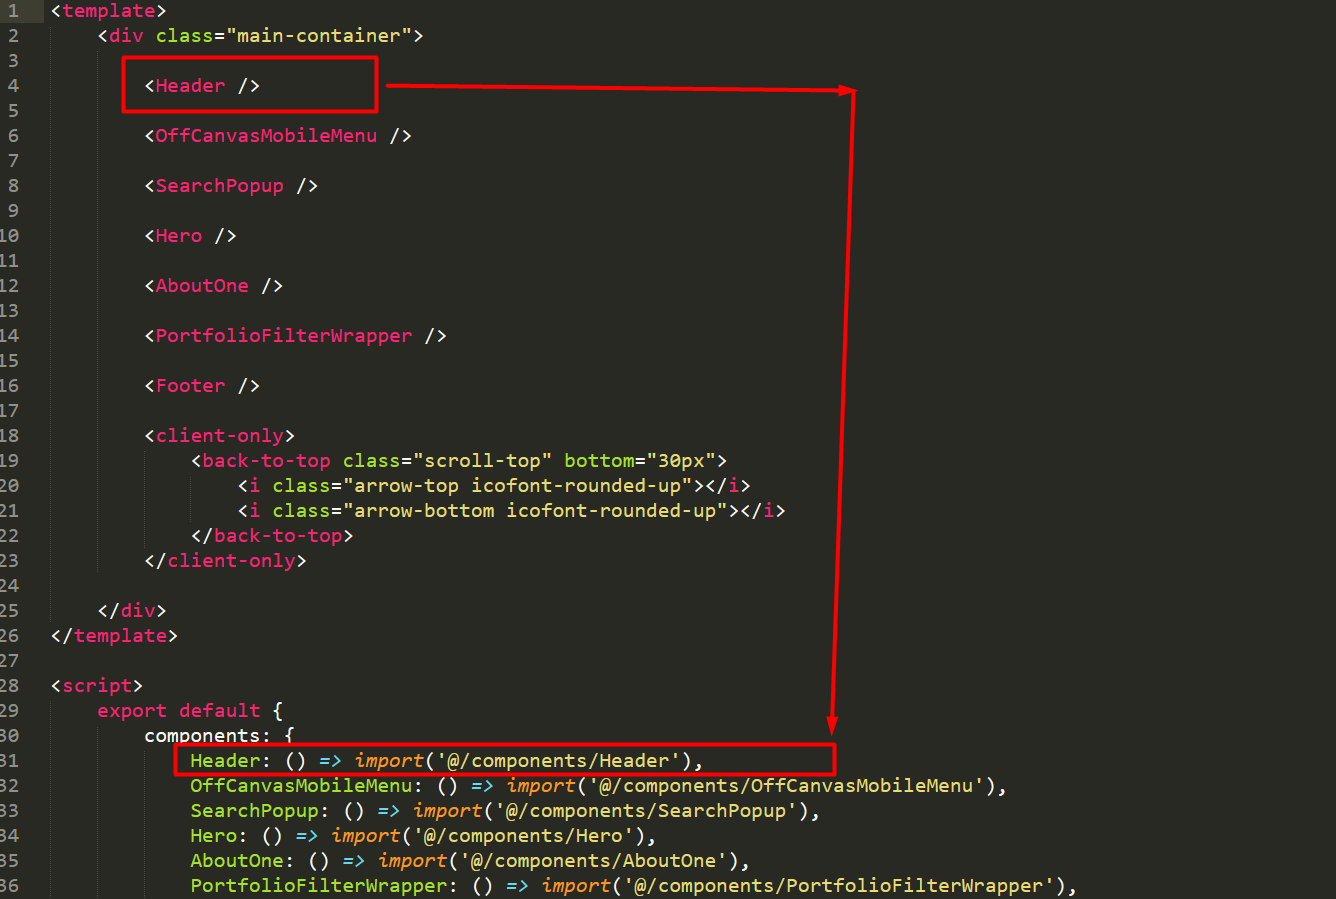 1 <template>
2 <div class="main-container">
3
4 <Header />
5
6 <OffCanvasMobileMenu />
7
8 <SearchPopup />
9
10 <Hero />
11
12 <AboutOne />
13
14 <PortfolioFilterWrapper />
15
16 <Footer />
17
18 <client-only>
19 <back-to-top class="scroll-top" bottom="30px">
20 <i class="arrow-top icofont-rounded-up"></i>
21 <i class="arrow-bottom icofont-rounded-up"></i>
22 </back-to-top>
23 </client-only>
24
25 </div>
26 </template>
27
28 <script>
29 export default {
30 components: {
31 Header: () => import('@/components/Header'),
32 OffCanvasMobileMenu: () => import('@/components/OffCanvasMobileMenu'),
33 SearchPopup: () => import('@/components/SearchPopup'),
34 Hero: () => import('@/components/Hero'),
35 AboutOne: () => import('@/components/AboutOne'),
36 PortfolioFilterWrapper: () => import('@/components/PortfolioFilterWrapper'),